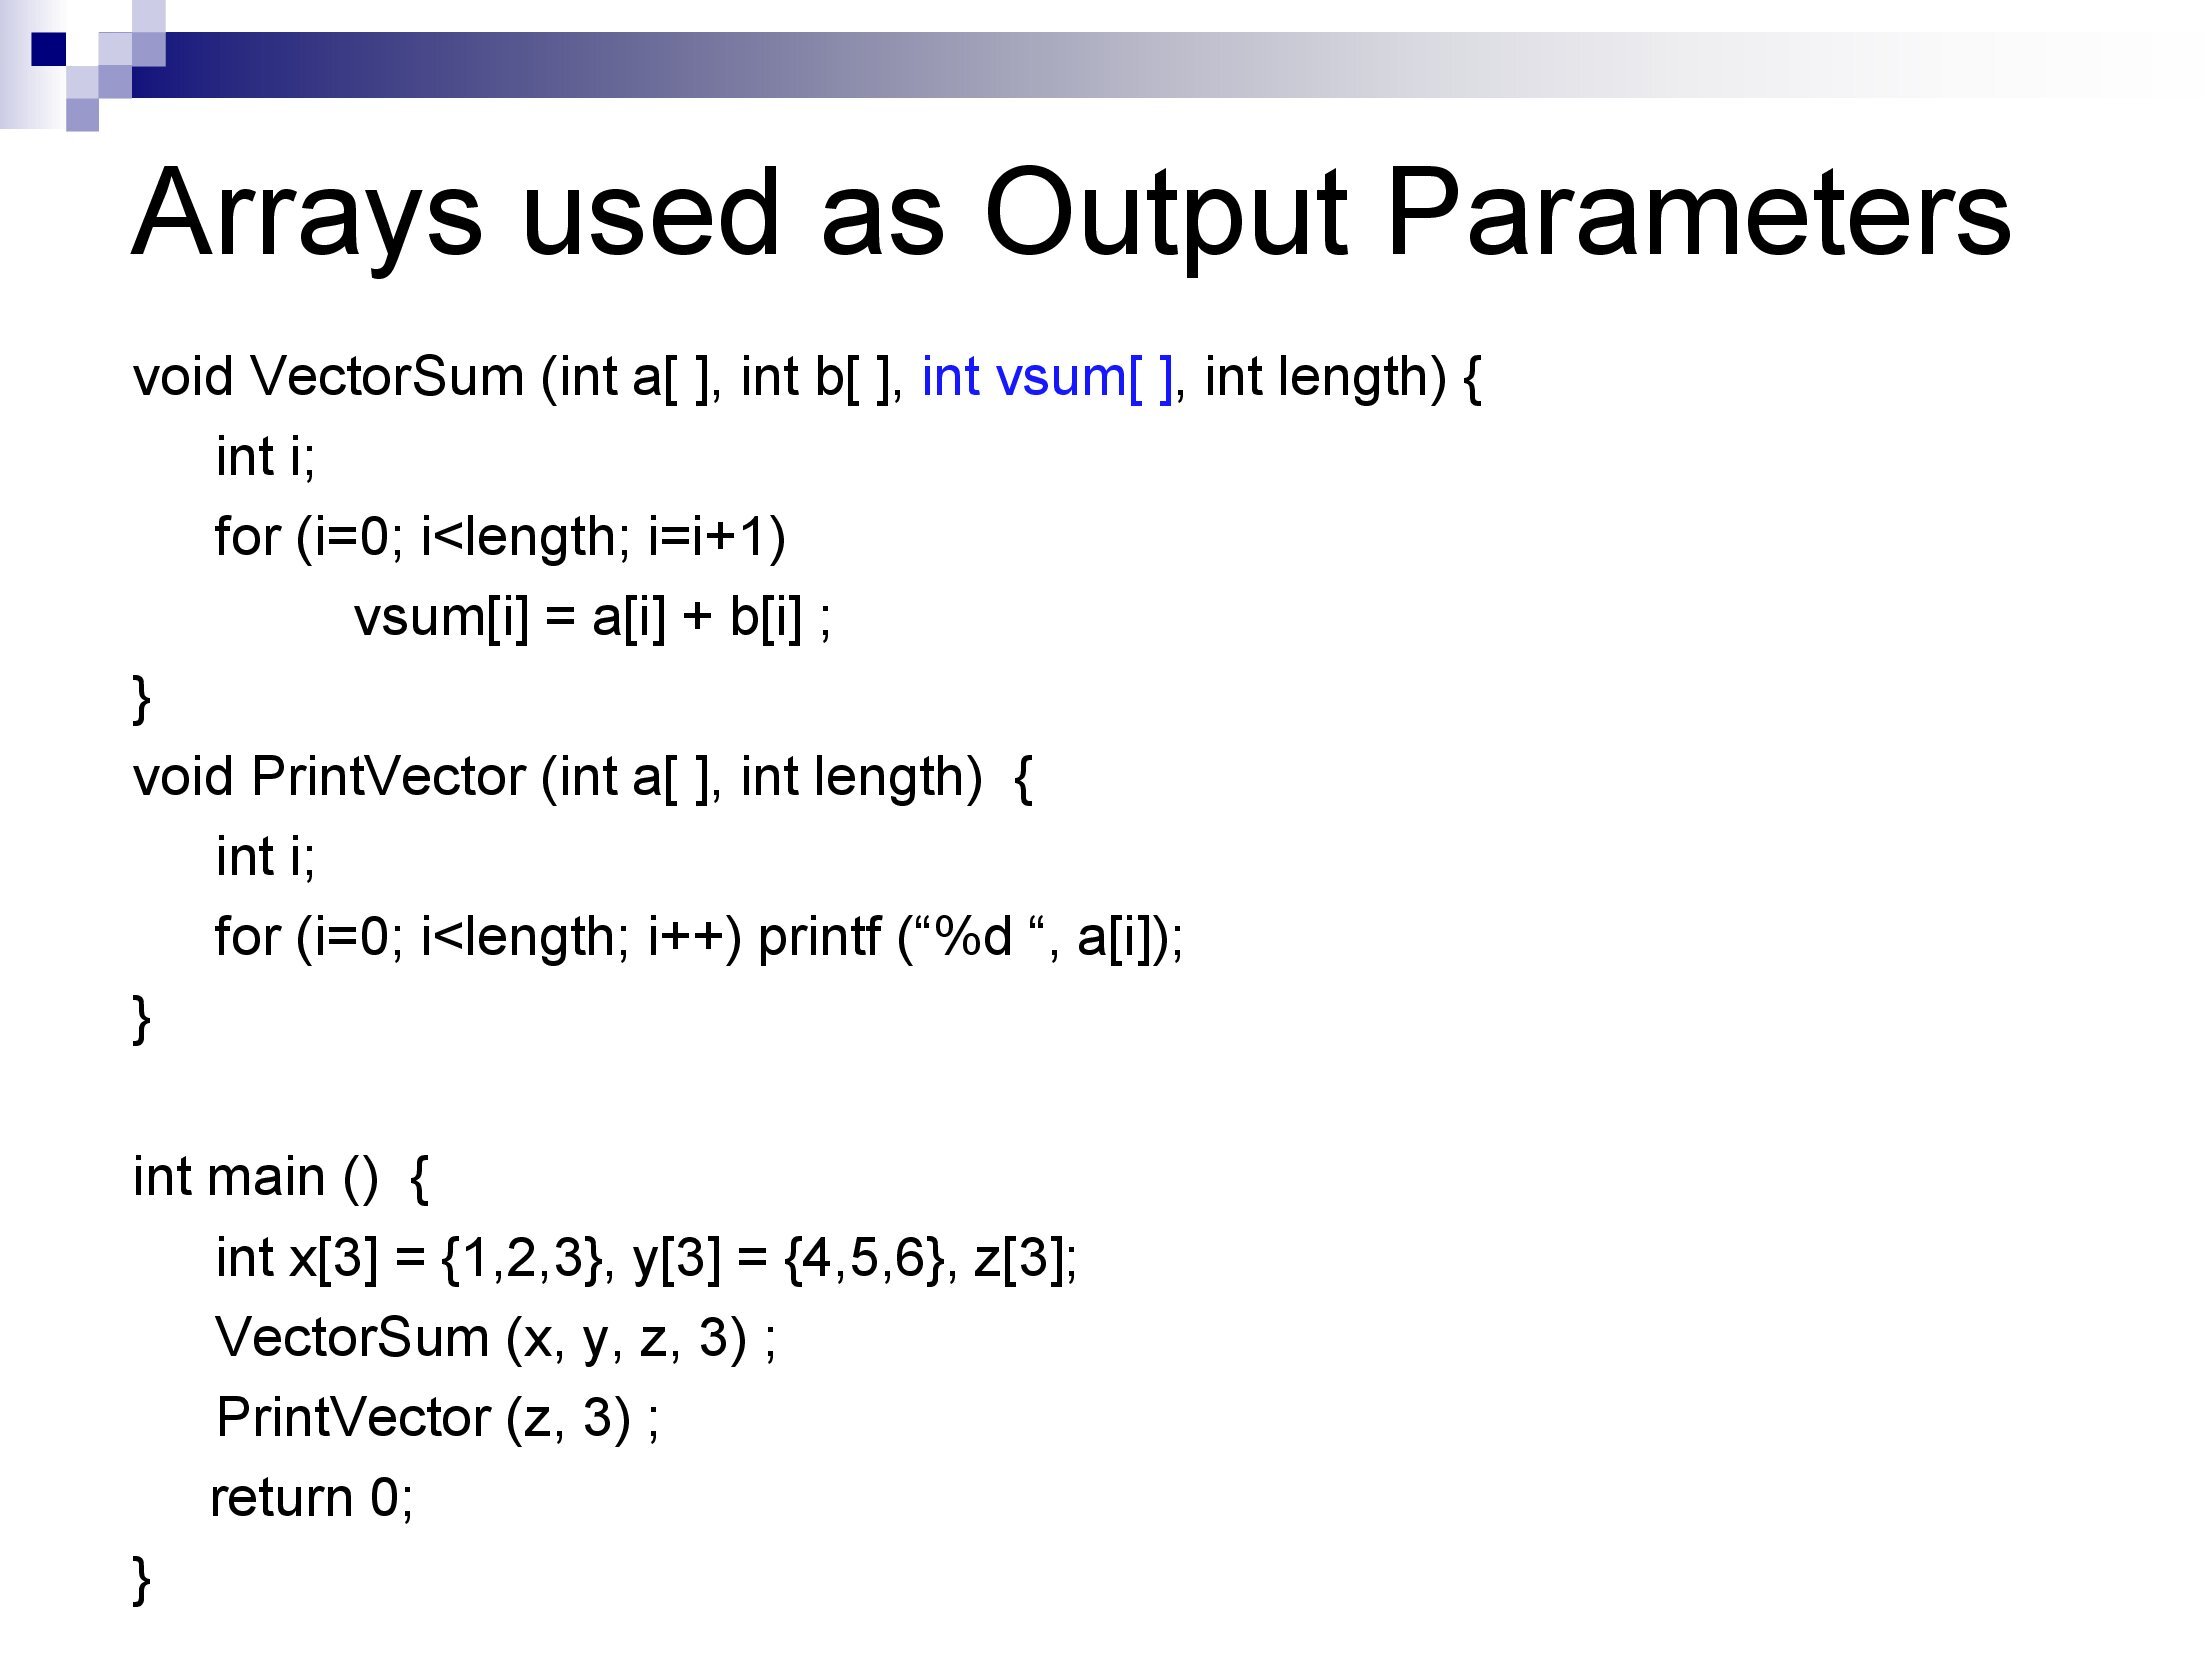 Arrays used as Output Parameters
void VectorSum (int a[ ], int b[ ], int vsum[ ], int length) {
int i;
for (i=0; i<length; i=i+1)
vsum[i] = a[i] + b[i] ;
}
void PrintVector (int a[ ], int length)  {
int i;
for (i=0; i<length; i++) printf (“%d “, a[i]);
}
int main ()  {
int x[3] = {1,2,3}, y[3] = {4,5,6}, z[3];
VectorSum (x, y, z, 3) ;
PrintVector (z, 3) ;
return 0;
}